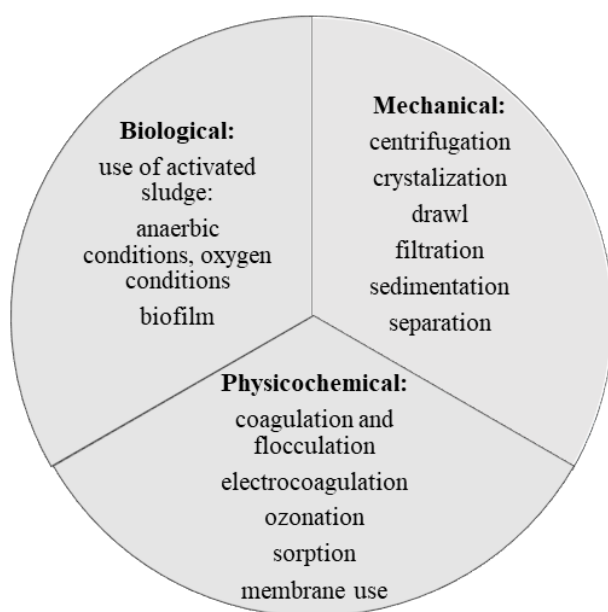 Biological:
use of activated
sludge:
anaerbic
conditions, oxygen
conditions
biofilm
Mechanical:
centrifugation
crystalization
drawl
filtration
sedimentation
separation
Physicochemical:
coagulation and
flocculation
electrocoagulation
ozonation
sorption
membrane use